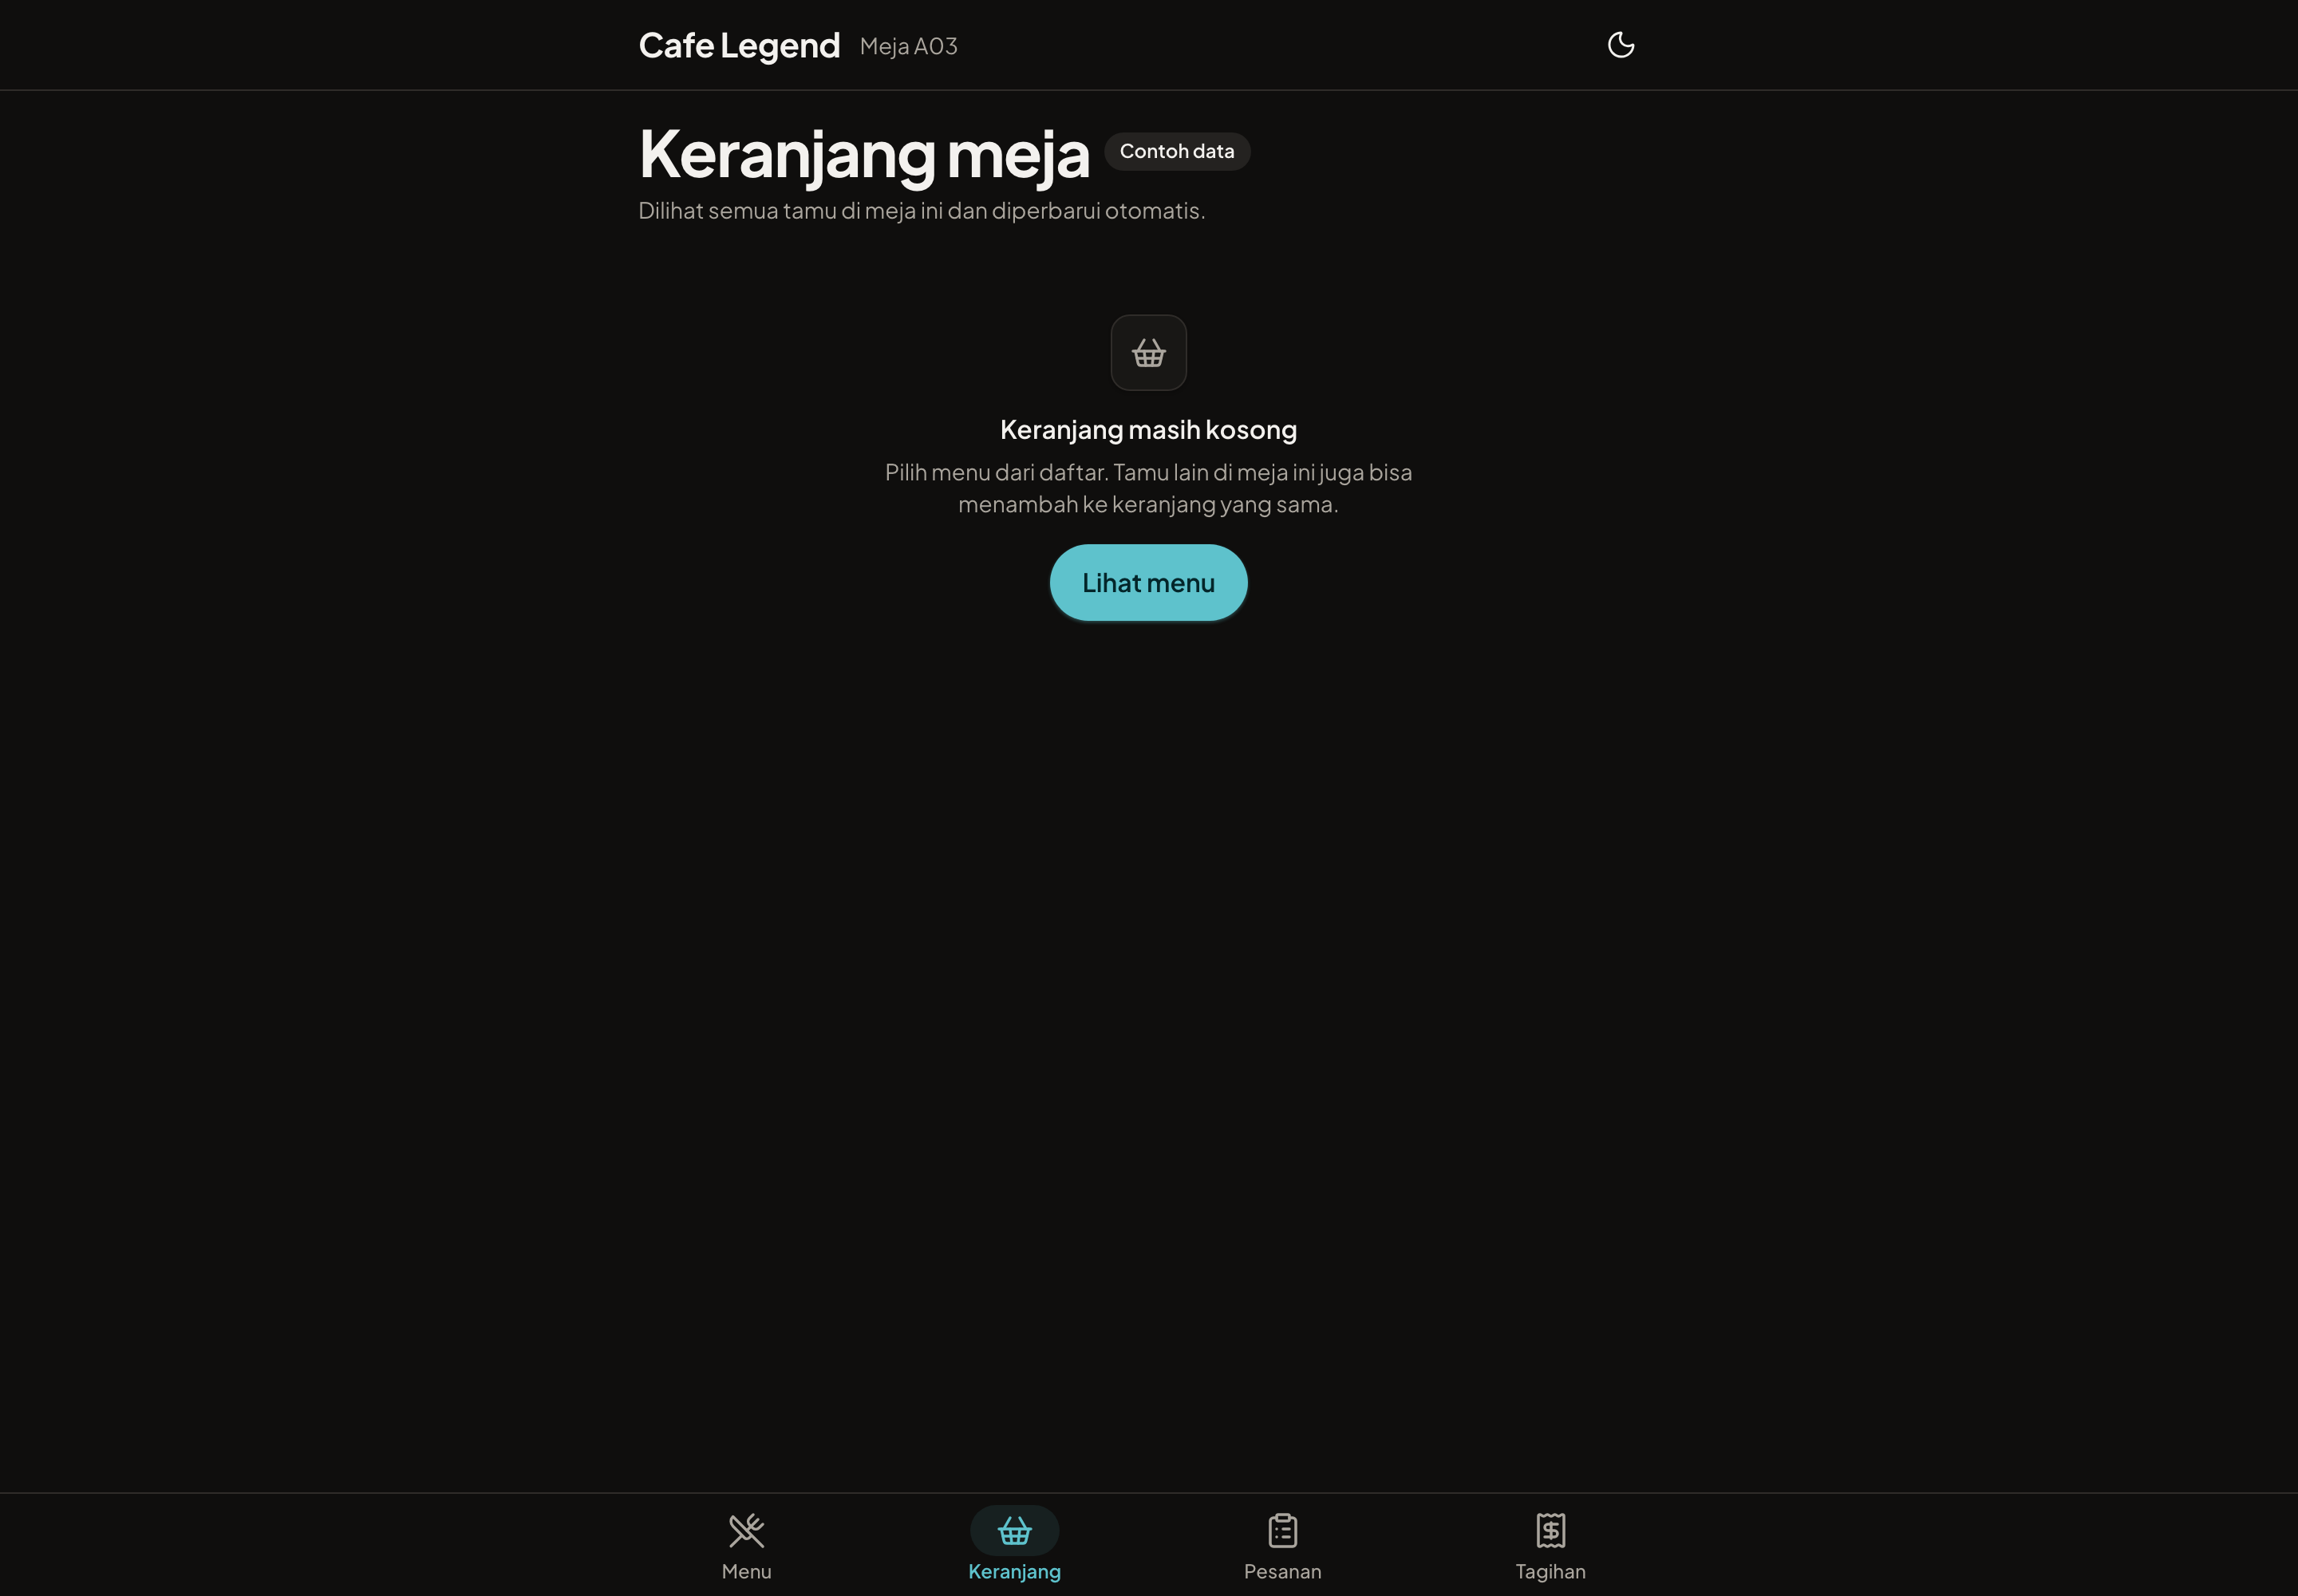 Cafe Legend Meja A03
Keranjang meja Contoh data
Dilihat semua tamu di meja ini dan diperbarui otomatis.
Keranjang masih kosong
Pilih menu dari daftar. Tamu lain di meja ini juga bisa
menambah ke keranjang yang sama.
Lihat menu
Menu Keranjang Pesanan Tagihan